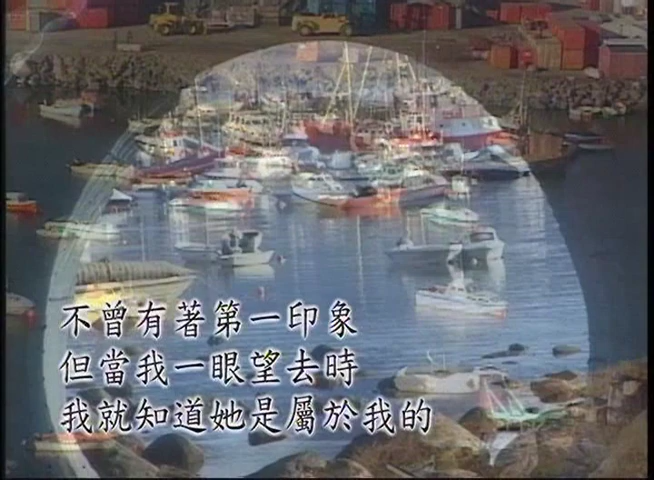 不曾有著第一印象
但當我一眼望去時
我就知道她是屬於我的